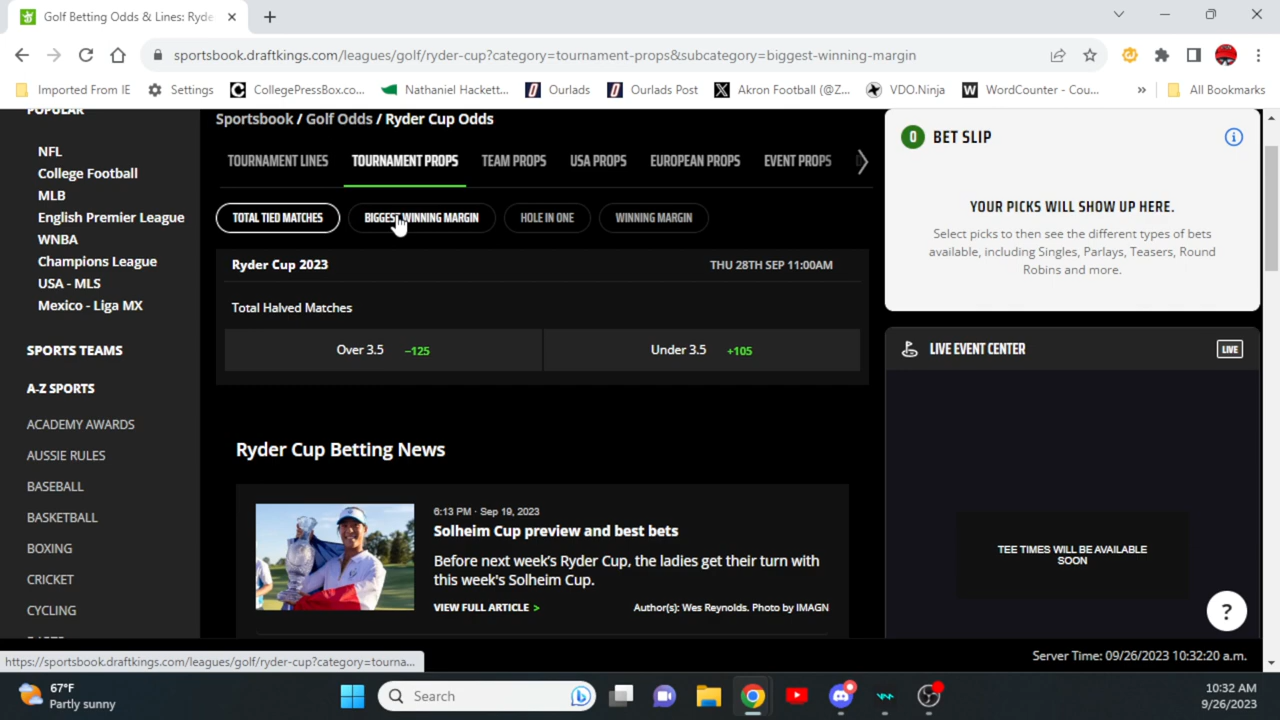 Golf Betting Odds & Lines: Ryde
sportsbook.draftkings.com/leagues/golf/ryder-cup?category=tournament-props&subcategory=biggest-winning-margin
Imported From IE
Settings
CollegePressBox.co...
Nathaniel Hackett...
Ourlads
Ourlads Post
Akron Football (@Z...
VDO.Ninja
WordCounter - Cou...
»
All Bookmarks
POPULAR
NFL
College Football
MLB
English Premier League
WNBA
Champions League
USA - MLS
Mexico - Liga MX
SPORTS TEAMS
A-Z SPORTS
ACADEMY AWARDS
AUSSIE RULES
BASEBALL
BASKETBALL
BOXING
CRICKET
CYCLING
Sportsbook / Golf Odds / Ryder Cup Odds
TOURNAMENT LINES TOURNAMENT PROPS TEAM PROPS USA PROPS EUROPEAN PROPS EVENT PROPS
TOTAL TIED MATCHES BIGGEST WINNING MARGIN HOLE IN ONE WINNING MARGIN
Ryder Cup 2023 THU 28TH SEP 11:00AM
Total Halved Matches
Over 3.5 −125 Under 3.5 +105
Ryder Cup Betting News
6:13 PM · Sep 19, 2023
Solheim Cup preview and best bets
Before next week's Ryder Cup, the ladies get their turn with
this week's Solheim Cup.
VIEW FULL ARTICLE > Author(s): Wes Reynolds. Photo by IMAGN
0 BET SLIP
YOUR PICKS WILL SHOW UP HERE.
Select picks to then see the different types of bets
available, including Singles, Parlays, Teasers, Round
Robins and more.
LIVE EVENT CENTER LIVE
TEE TIMES WILL BE AVAILABLE
SOON
?
Server Time: 09/26/2023 10:32:20 a.m.
https://sportsbook.draftkings.com/leagues/golf/ryder-cup?category=tourna...
67°F
Partly sunny
Search
10:32 AM
9/26/2023